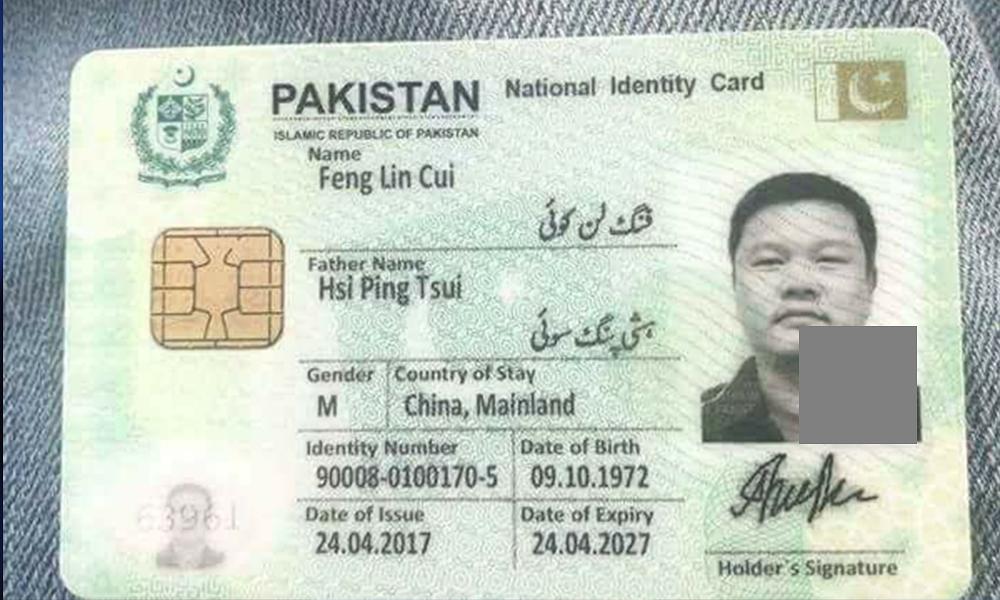 PAKISTAN National Identity Card
ISLAMIC REPUBLIC OF PAKISTAN
Name
Feng Lin Cui
فنگ لن کوئی
Father Name
Hsi Ping Tsui
ہشی پنگ سوئی
Gender Country of Stay
M China, Mainland
Identity Number Date of Birth
90008-0100170-5 09.10.1972
Date of Issue Date of Expiry
24.04.2017 24.04.2027
63961
Holder's Signature